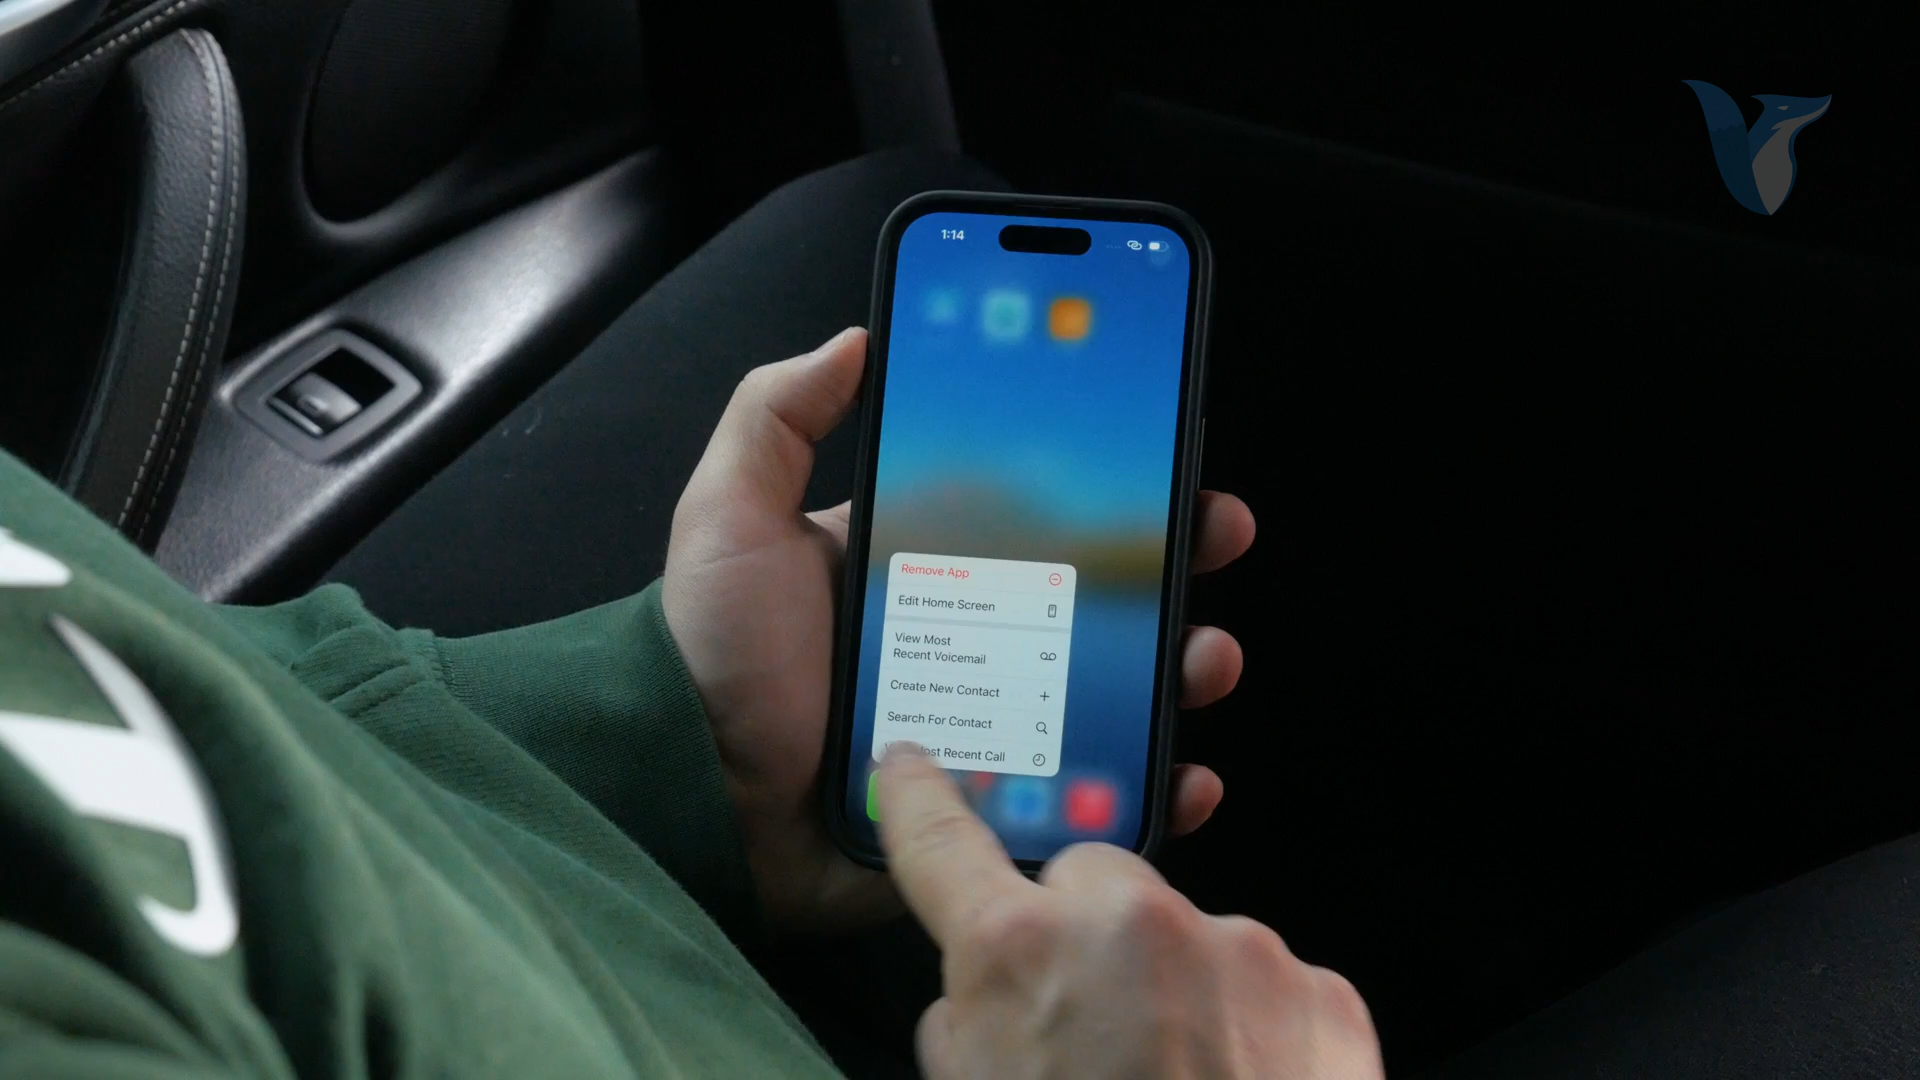 1:14
Remove App
Edit Home Screen
View Most
Recent Voicemail
Create New Contact
Search For Contact
Most Recent Call